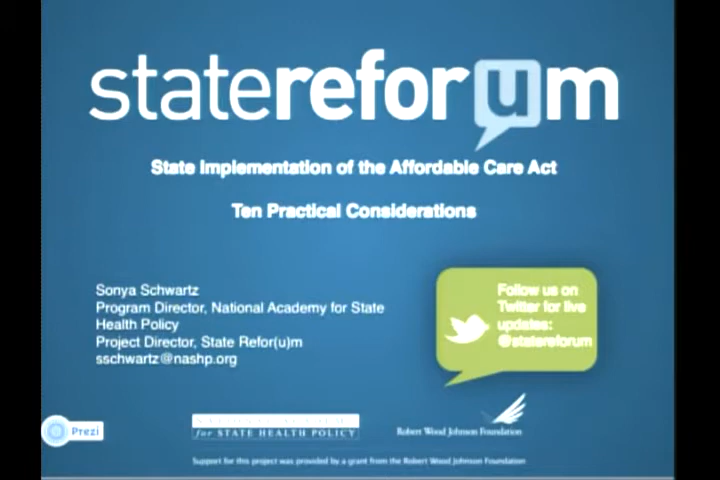 statereforum
State Implementation of the Affordable Care Act
Ten Practical Considerations
Sonya Schwartz
Program Director, National Academy for State
Health Policy
Project Director, State Refor(u)m
sschwartz@nashp.org
Follow us on
Twitter for live
updates:
@statereforum
Prezi
for STATE HEALTH POLICY
Robert Wood Johnson Foundation
Support for this project was provided by a grant from the Robert Wood Johnson Foundation